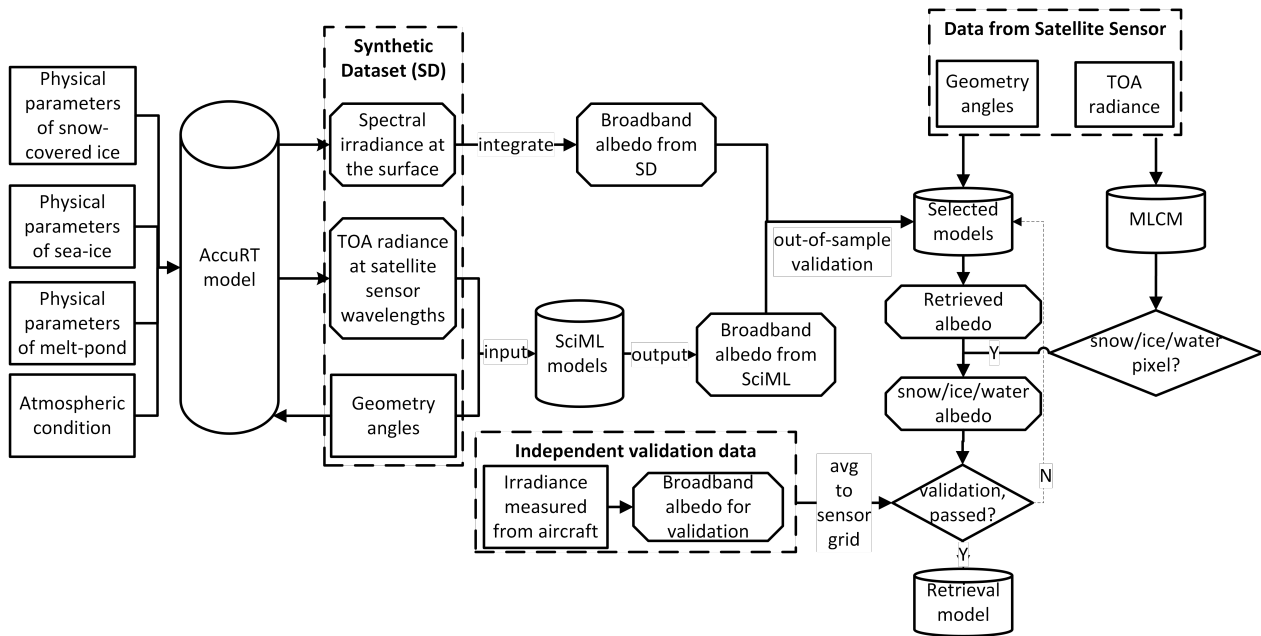 Physical
parameters
of snow-
covered ice
Physical
parameters
of sea-ice
Physical
parameters
of melt-pond
Atmospheric
condition
AccuRT
model
Synthetic
Dataset (SD)
Spectral
irradiance at
the surface
TOA radiance
at satellite
sensor
wavelengths
Geometry
angles
integrate
Broadband
albedo from
SD
input
SciML
models
output
Broadband
albedo from
SciML
out-of-sample
validation
Data from Satellite Sensor
Geometry
angles
TOA
radiance
Selected
models
MLCM
Retrieved
albedo
snow/ice/water
pixel?
Y
snow/ice/water
albedo
Independent validation data
Irradiance
measured
from aircraft
Broadband
albedo for
validation
avg
to
sensor
grid
validation,
passed?
N
Y
Retrieval
model